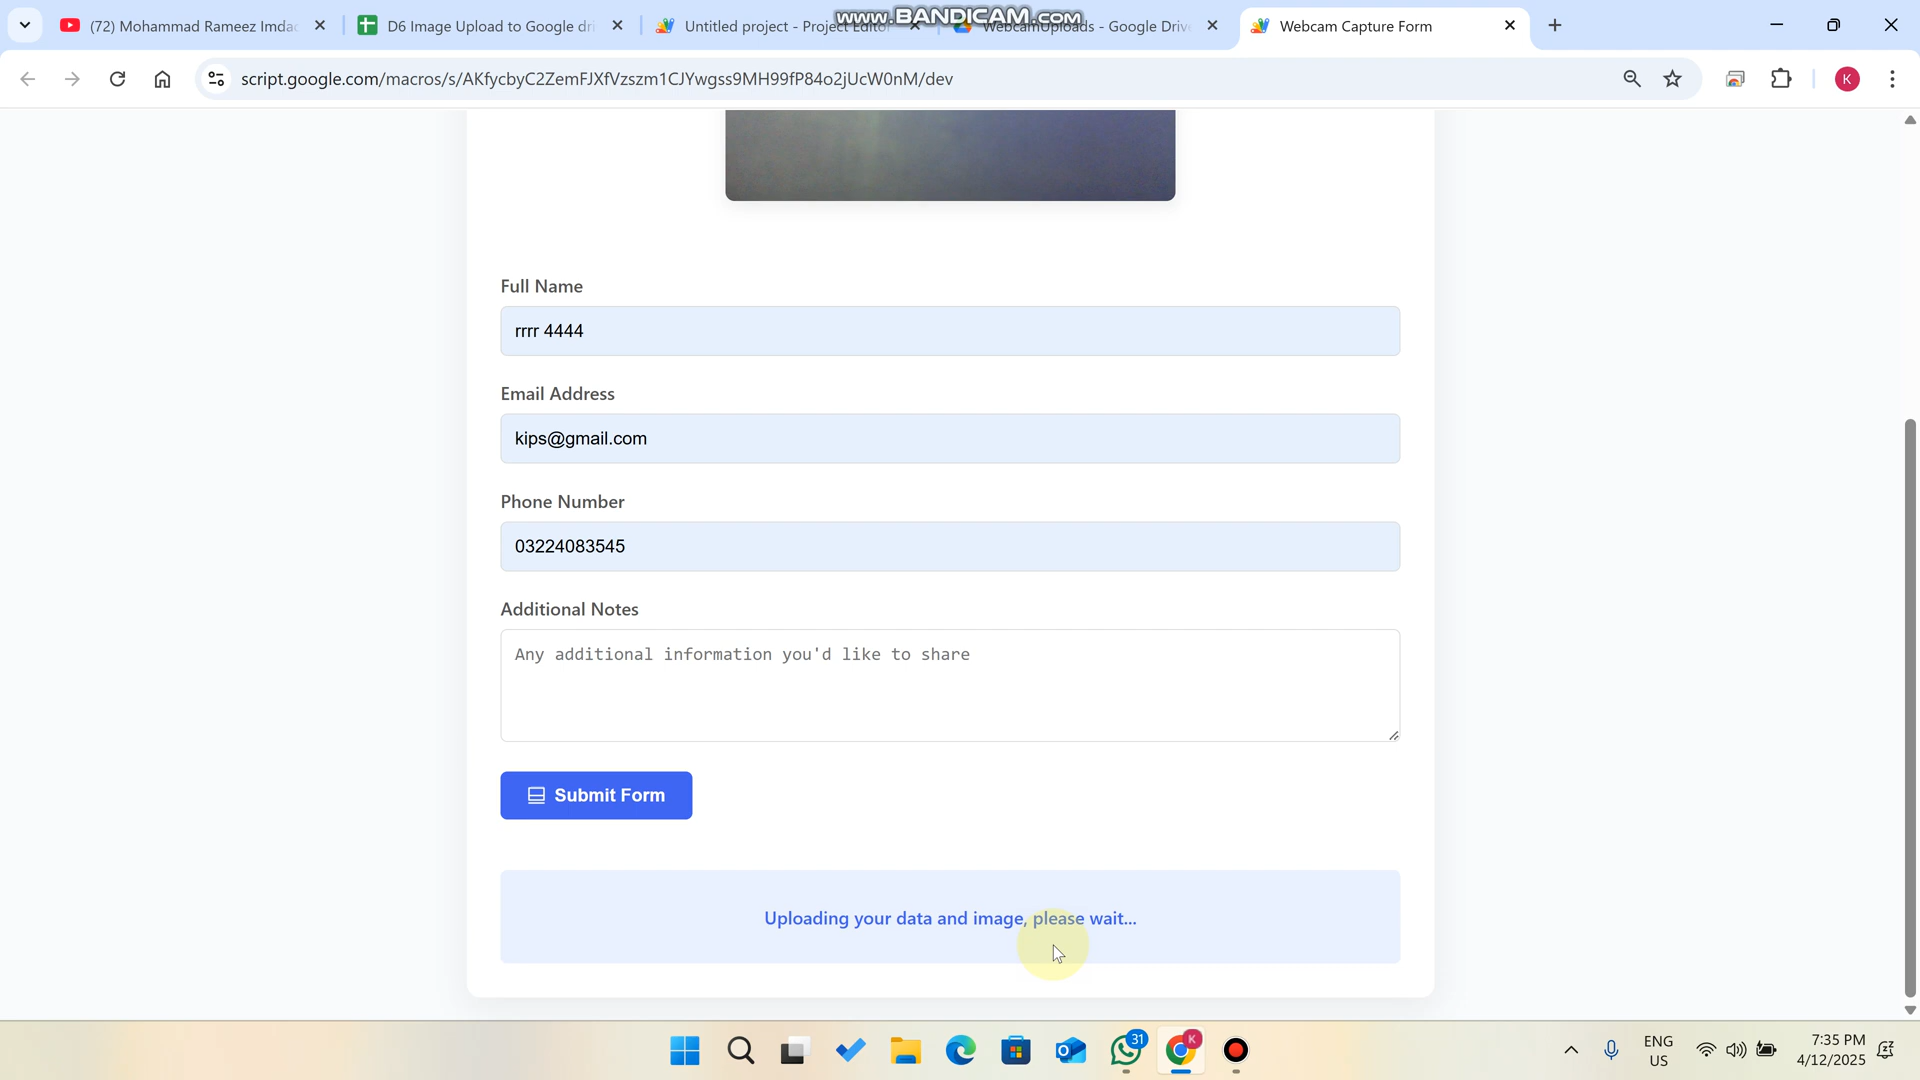 (72) Mohammad Rameez Imdad
D6 Image Upload to Google dri
Untitled project - Project Editor
WebcamUploads - Google Drive
Webcam Capture Form
www.BANDICAM.com
script.google.com/macros/s/AKfycbyC2ZemFJXfVzszm1CJYwgss9MH99fP84o2jUcW0nM/dev
K
Full Name
rrrr 4444
Email Address
kips@gmail.com
Phone Number
03224083545
Additional Notes
Any additional information you'd like to share
Submit Form
Uploading your data and image, please wait...
31
K
ENG
US
7:35 PM
4/12/2025